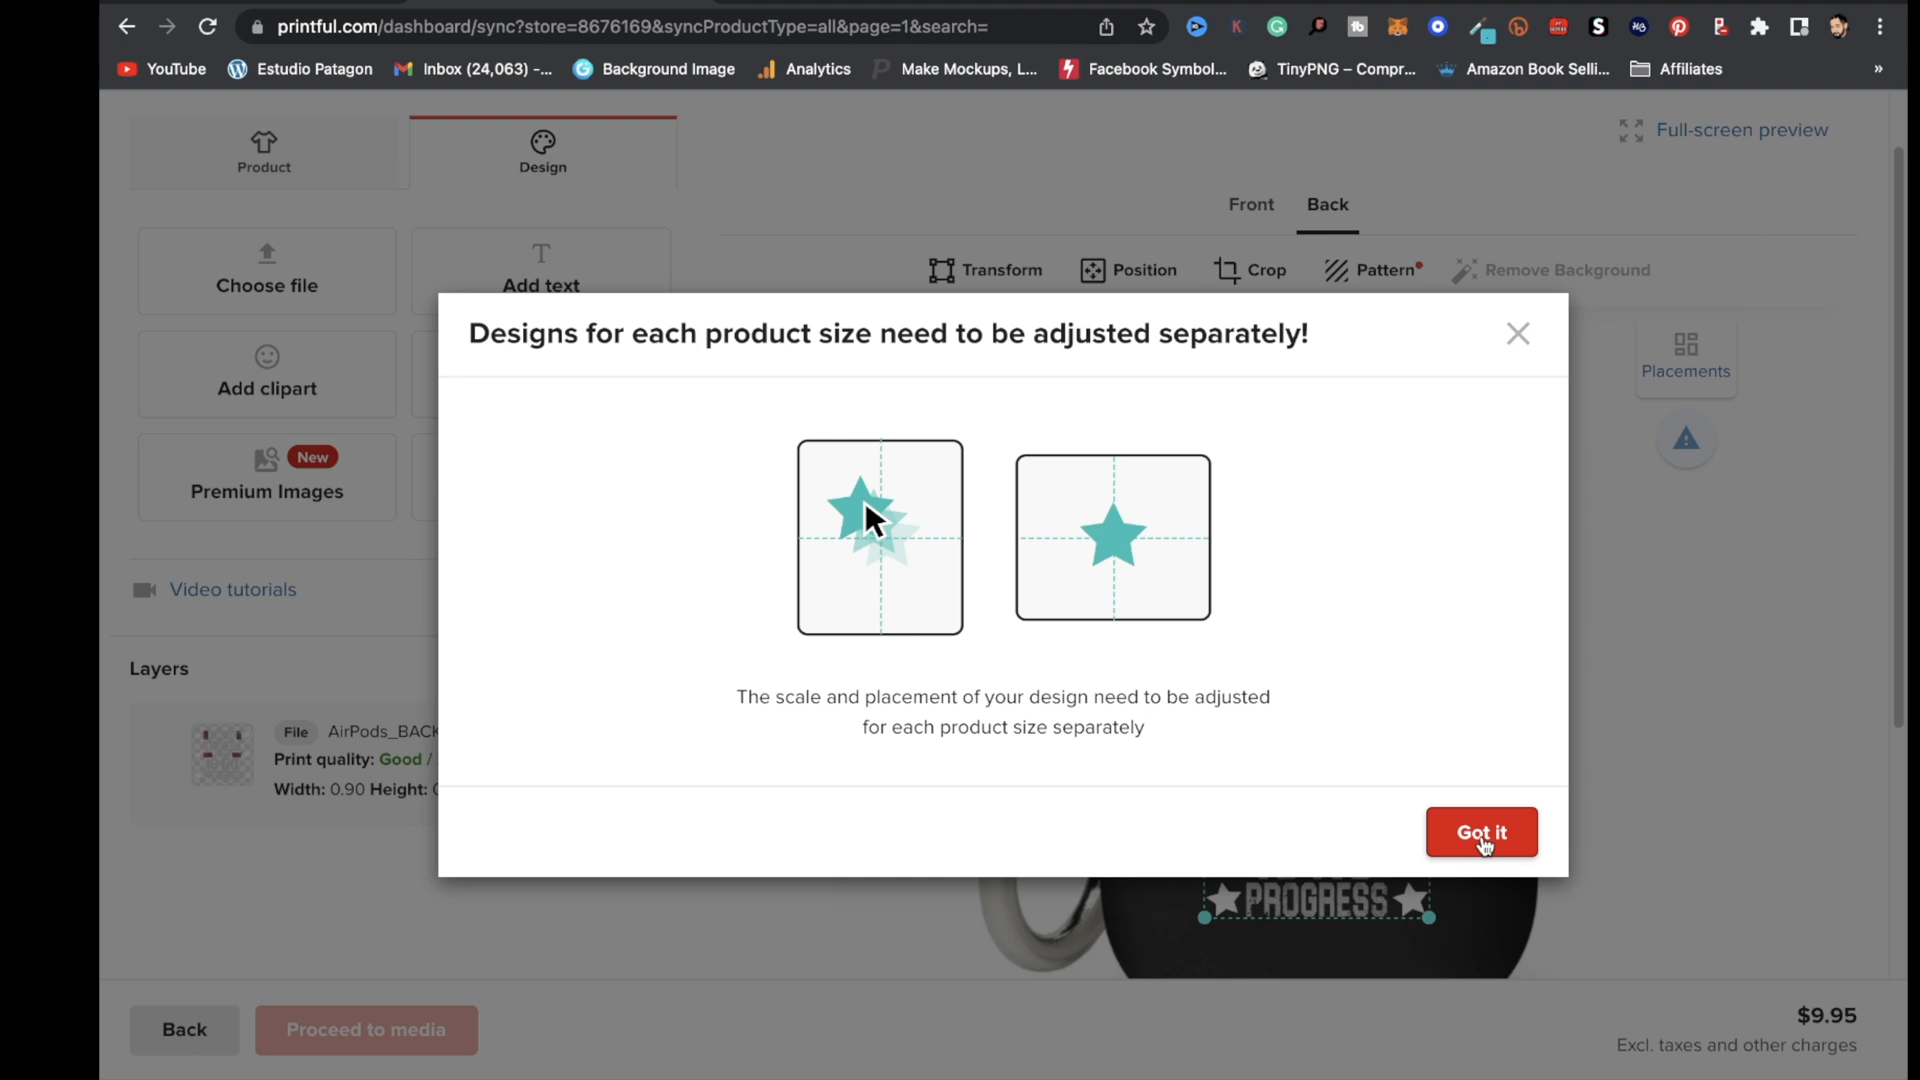 printful.com/dashboard/sync?store=8676169&syncProductType=all&page=1&search=
YouTube
Estudio Patagon
Inbox (24,063) -...
Background Image
Analytics
Make Mockups, L...
Facebook Symbol...
TinyPNG – Compr...
Amazon Book Selli...
Affiliates
»
Product
Design
Full-screen preview
Front
Back
Choose file
Add text
Transform
Position
Crop
Pattern
Remove Background
Designs for each product size need to be adjusted separately!
Add clipart
Placements
New
Premium Images
Video tutorials
Layers
The scale and placement of your design need to be adjusted
for each product size separately
File AirPods_BACK
Print quality: Good /
Width: 0.90 Height:
Got it
PROGRESS
Back
Proceed to media
$9.95
Excl. taxes and other charges